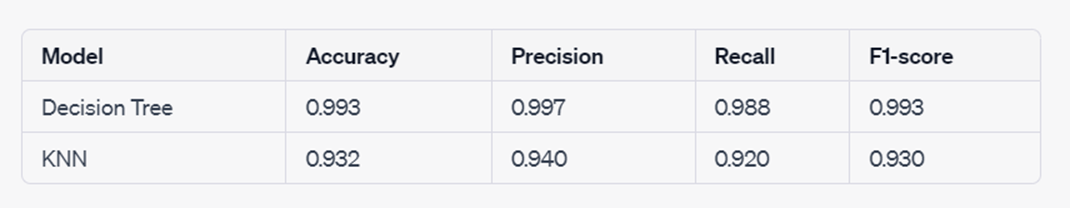 Model Accuracy Precision Recall F1-score
Decision Tree 0.993 0.997 0.988 0.993
KNN 0.932 0.940 0.920 0.930